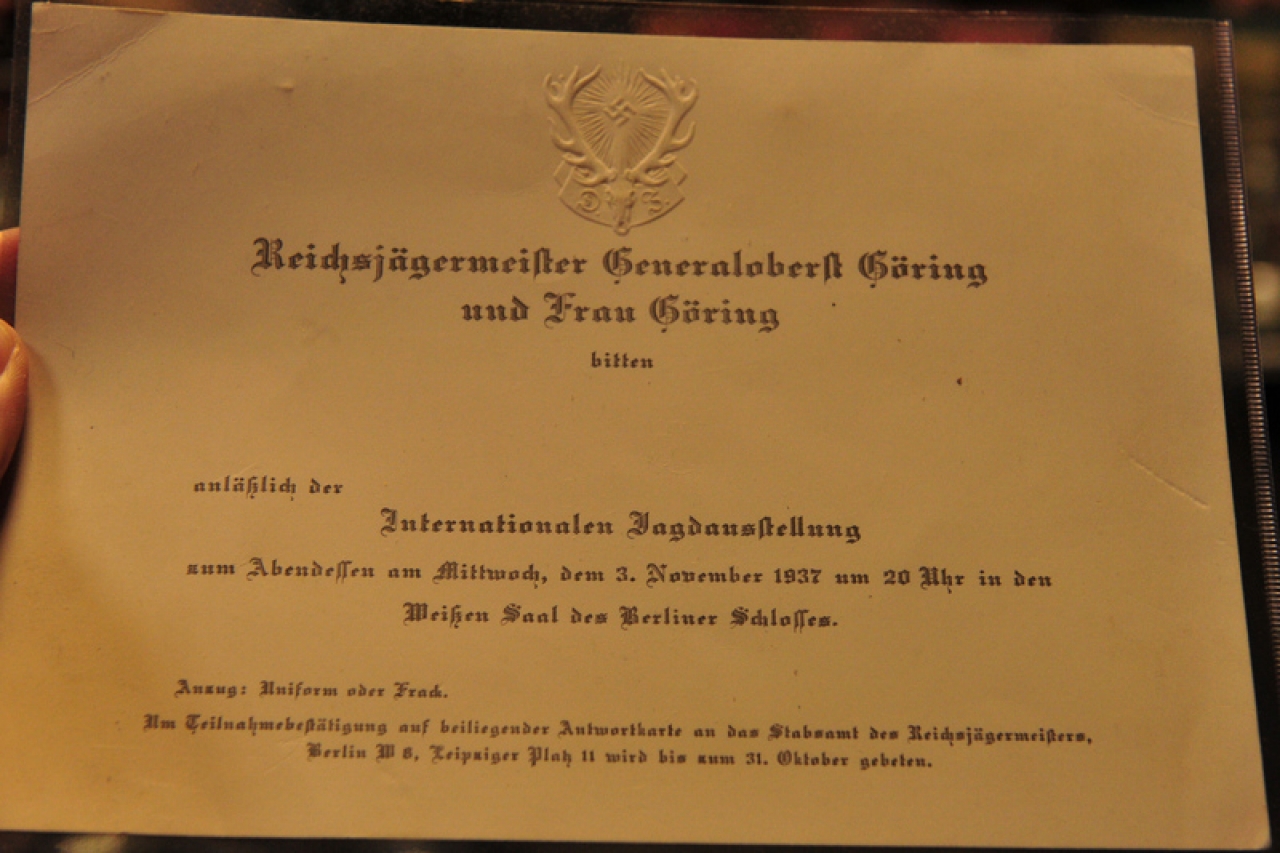 D. J.
Reichsjägermeister Generaloberst Göring
und Frau Göring
bitten
anläßlich der
Internationalen Jagdausstellung
zum Abendessen am Mittwoch, dem 3. November 1937 um 20 Uhr in den
Weißen Saal des Berliner Schlosses.
Anzug: Uniform oder Frack.
Um Teilnahmebestätigung auf beiliegender Antwortkarte an das Stabsamt des Reichsjägermeisters,
Berlin W 8, Leipziger Platz 11 wird bis zum 31. Oktober gebeten.